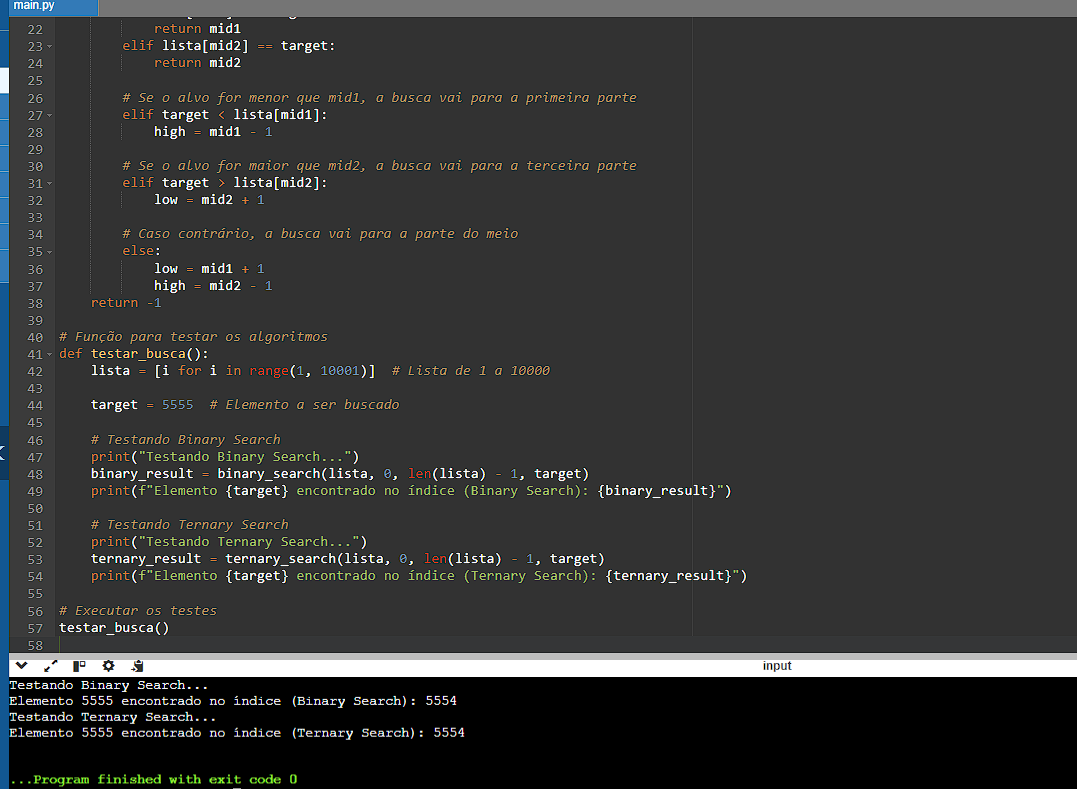 main.py
22 return mid1
23 elif lista[mid2] == target:
24 return mid2
25
26 # Se o alvo for menor que mid1, a busca vai para a primeira parte
27 elif target < lista[mid1]:
28 high = mid1 - 1
29
30 # Se o alvo for maior que mid2, a busca vai para a terceira parte
31 elif target > lista[mid2]:
32 low = mid2 + 1
33
34 # Caso contrário, a busca vai para a parte do meio
35 else:
36 low = mid1 + 1
37 high = mid2 - 1
38 return -1
39
40 # Função para testar os algoritmos
41 def testar_busca():
42 lista = [i for i in range(1, 10001)] # Lista de 1 a 10000
43
44 target = 5555 # Elemento a ser buscado
45
46 # Testando Binary Search
47 print("Testando Binary Search...")
48 binary_result = binary_search(lista, 0, len(lista) - 1, target)
49 print(f"Elemento {target} encontrado no índice (Binary Search): {binary_result}")
50
51 # Testando Ternary Search
52 print("Testando Ternary Search...")
53 ternary_result = ternary_search(lista, 0, len(lista) - 1, target)
54 print(f"Elemento {target} encontrado no índice (Ternary Search): {ternary_result}")
55
56 # Executar os testes
57 testar_busca()
58
input
Testando Binary Search...
Elemento 5555 encontrado no índice (Binary Search): 5554
Testando Ternary Search...
Elemento 5555 encontrado no índice (Ternary Search): 5554
...Program finished with exit code 0